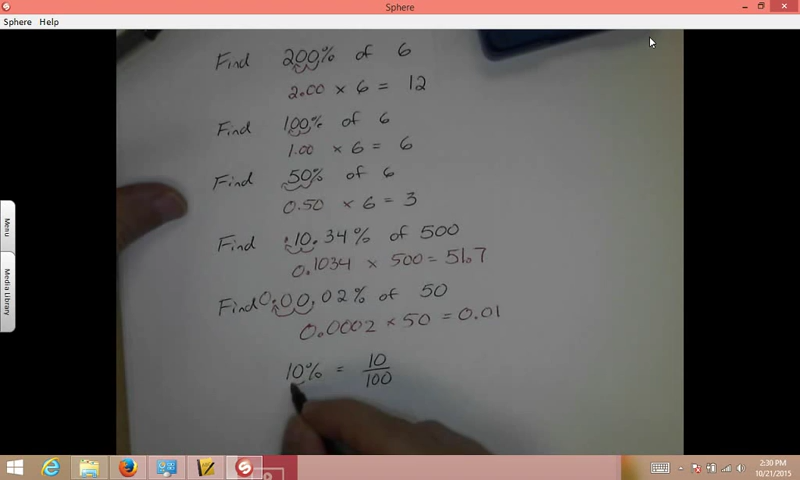 Sphere
Sphere Help
Find 200% of 6
2.00 × 6 = 12
Find 100% of 6
1.00 × 6 = 6
Find 50% of 6
0.50 × 6 = 3
Find .10.34% of 500
0.1034 × 500 = 51.7
Find 0.00.02% of 50
0.0002 × 50 = 0.01
10% = 10/100
Menu
Media Library
2:30 PM
10/21/2015